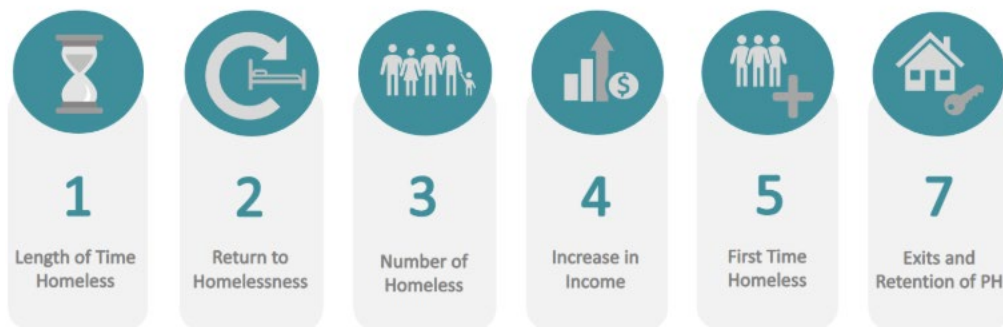 $
1
Length of Time
Homeless
2
Return to
Homelessness
3
Number of
Homeless
4
Increase in
Income
5
First Time
Homeless
7
Exits and
Retention of PH